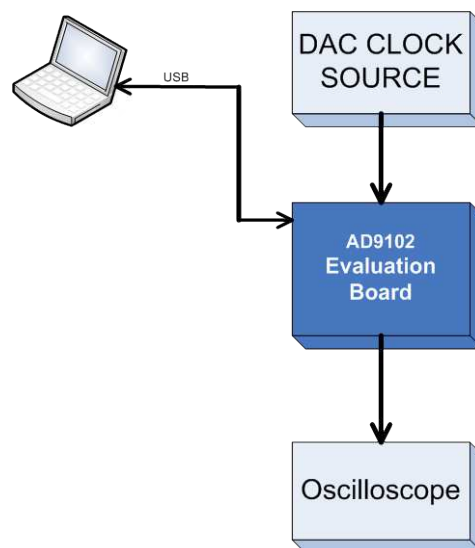 DAC CLOCK
SOURCE
USB
AD9102
Evaluation
Board
Oscilloscope